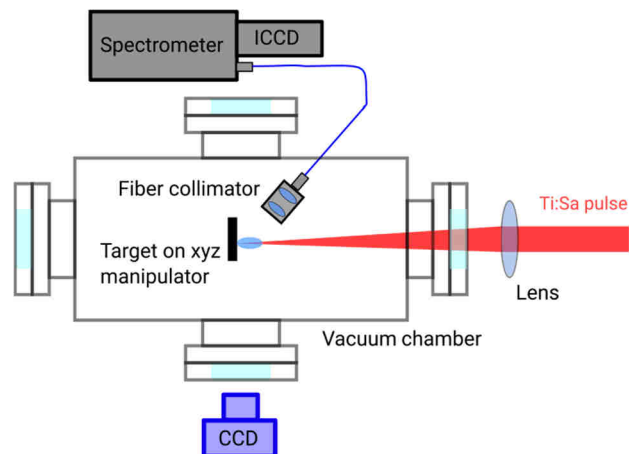 Spectrometer
ICCD
Fiber collimator
Ti:Sa pulse
Target on xyz
manipulator
Lens
Vacuum chamber
CCD